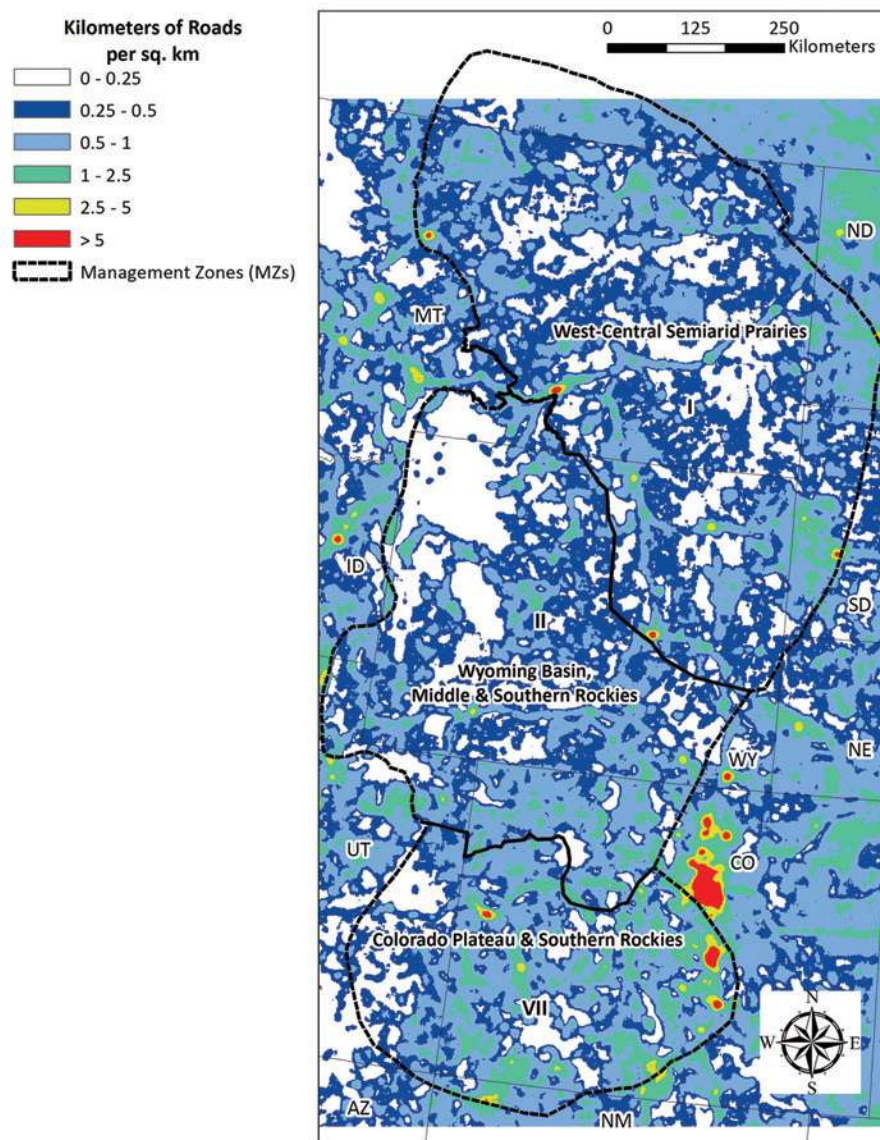 Kilometers of Roads
per sq. km
0 - 0.25
0.25 - 0.5
0.5 - 1
1 - 2.5
2.5 - 5
> 5
Management Zones (MZs)
0 125 250
Kilometers
ND
MT
West-Central Semiarid Prairies
I
ID
SD
II
Wyoming Basin,
Middle & Southern Rockies
WY
NE
UT
CO
Colorado Plateau & Southern Rockies
VII
N
W E
S
AZ
NM